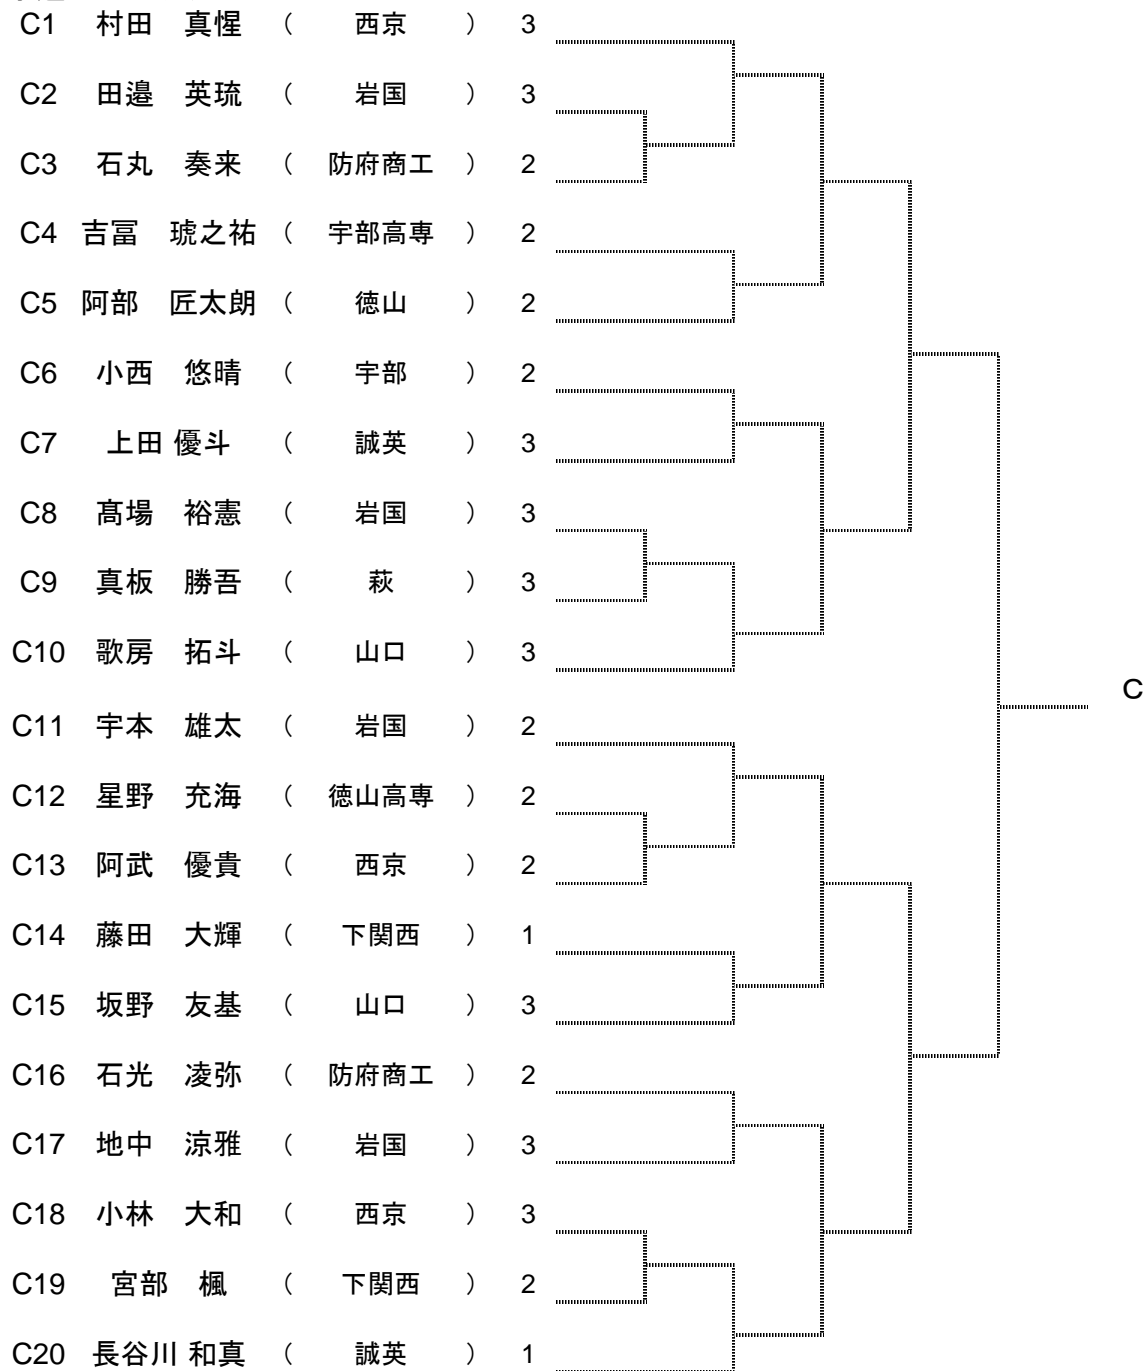 C1 村田 真惺 （ 西京 ） 3
C2 田邉 英琉 （ 岩国 ） 3
C3 石丸 奏来 （ 防府商工 ） 2
C4 吉冨 琥之祐 （ 宇部高専 ） 2
C5 阿部 匠太朗 （ 徳山 ） 2
C6 小西 悠晴 （ 宇部 ） 2
C7 上田 優斗 （ 誠英 ） 3
C8 髙場 裕憲 （ 岩国 ） 3
C9 真板 勝吾 （ 萩 ） 3
C10 歌房 拓斗 （ 山口 ） 3
C
C11 宇本 雄太 （ 岩国 ） 2
C12 星野 充海 （ 徳山高専 ） 2
C13 阿武 優貴 （ 西京 ） 2
C14 藤田 大輝 （ 下関西 ） 1
C15 坂野 友基 （ 山口 ） 3
C16 石光 凌弥 （ 防府商工 ） 2
C17 地中 涼雅 （ 岩国 ） 3
C18 小林 大和 （ 西京 ） 3
C19 宮部 楓 （ 下関西 ） 2
C20 長谷川 和真 （ 誠英 ） 1